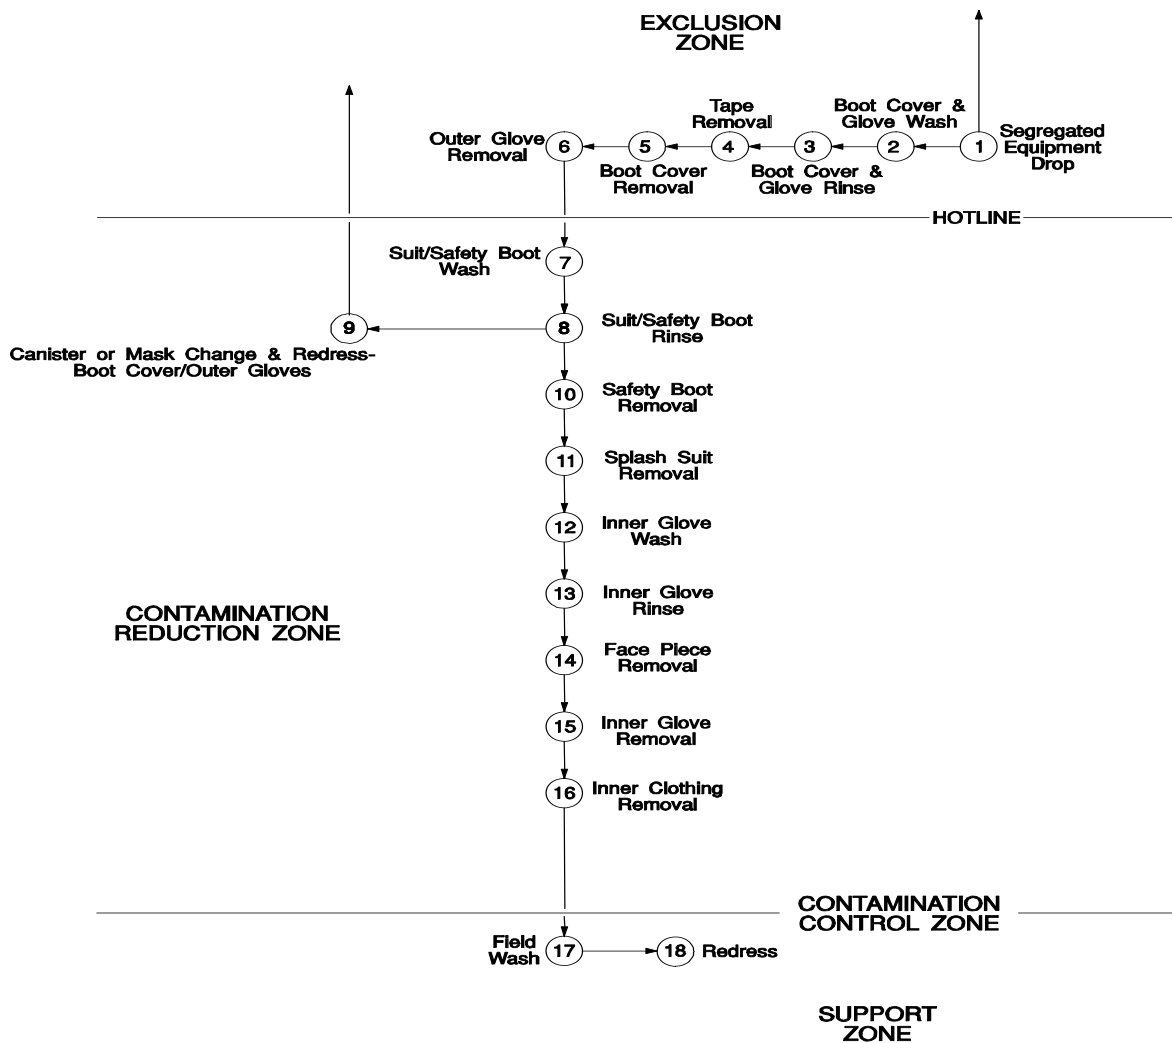 EXCLUSION
ZONE
Tape
Removal
Boot Cover &
Glove Wash
Outer Glove
Removal
6
5
4
3
2
1
Segregated
Equipment
Drop
Boot Cover
Removal
Boot Cover &
Glove Rinse
HOTLINE
Suit/Safety Boot
Wash
7
9
8
Suit/Safety Boot
Rinse
Canister or Mask Change & Redress-
Boot Cover/Outer Gloves
10
Safety Boot
Removal
11
Splash Suit
Removal
12
Inner Glove
Wash
13
Inner Glove
Rinse
CONTAMINATION
REDUCTION ZONE
14
Face Piece
Removal
15
Inner Glove
Removal
16
Inner Clothing
Removal
CONTAMINATION
CONTROL ZONE
Field
Wash
17
18
Redress
SUPPORT
ZONE